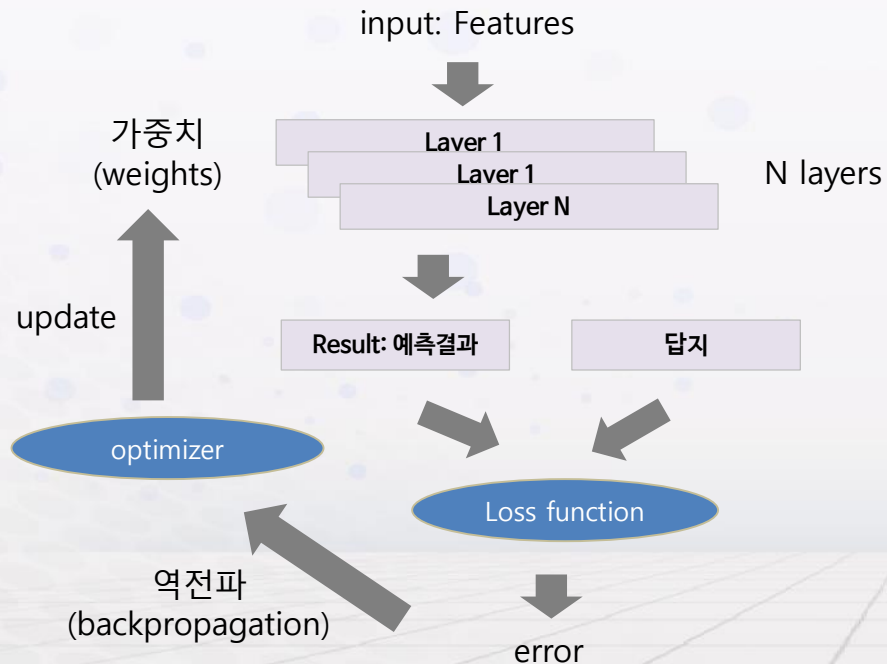 input: Features
가중치
(weights)
Layer 1
Layer 1
Layer N
N layers
update
Result: 예측결과
답지
optimizer
Loss function
역전파
(backpropagation)
error